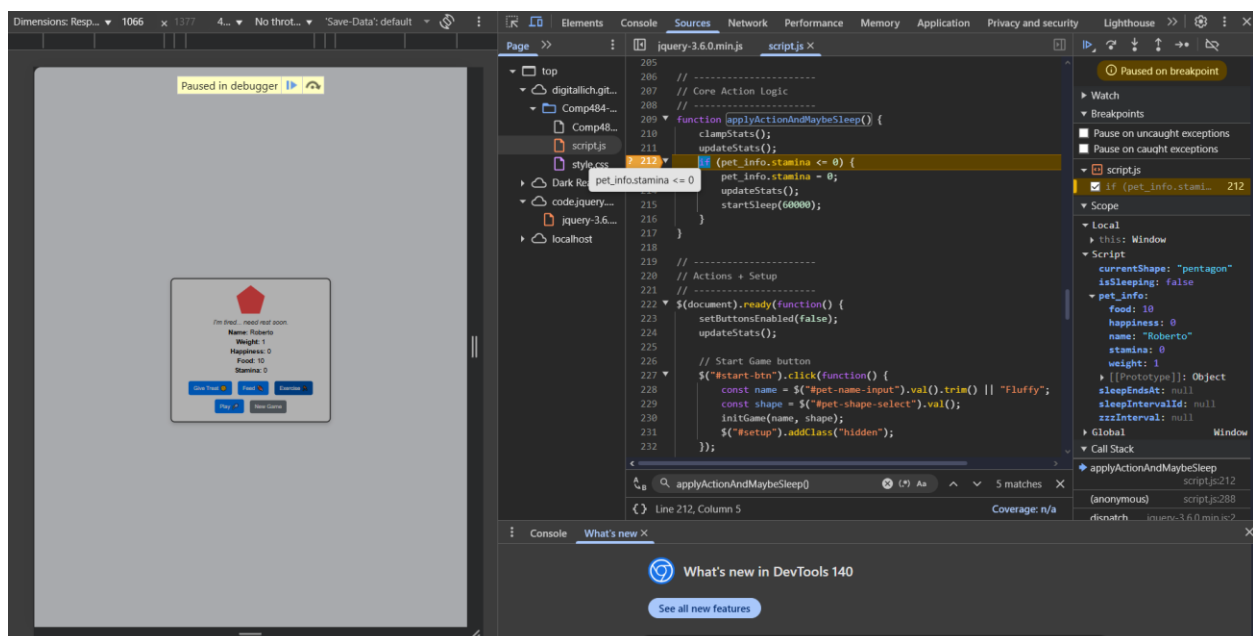 Dimensions: Resp... 1066 x 1377 4... No throt... 'Save-Data': default
Paused in debugger
I'm tired... need rest soon.
Name: Roberto
Weight: 1
Happiness: 0
Food: 10
Stamina: 0
Give Treat Feed Exercise
Play New Game
Elements Console Sources Network Performance Memory Application Privacy and security Lighthouse
Page
top
digitallich.git...
Comp484-...
Comp48...
script.js
style.css
Dark Re
code.jquery....
jquery-3.6....
localhost
pet_info.stamina <= 0
jquery-3.6.0.min.js script.js
205
206 // ----------------------
207 // Core Action Logic
208 // ----------------------
209 function applyActionAndMaybeSleep() {
210 clampStats();
211 updateStats();
? 212 if (pet_info.stamina <= 0) {
pet_info.stamina = 0;
updateStats();
215 startSleep(60000);
216 }
217 }
218
219 // ----------------------
220 // Actions + Setup
221 // ----------------------
222 $(document).ready(function() {
223 setButtonsEnabled(false);
224 updateStats();
225
226 // Start Game button
227 $("#start-btn").click(function() {
228 const name = $("#pet-name-input").val().trim() || "Fluffy";
229 const shape = $("#pet-shape-select").val();
230 initGame(name, shape);
231 $("#setup").addClass("hidden");
232 });
applyActionAndMaybeSleep() (.*) Aa 5 matches
{} Line 212, Column 5 Coverage: n/a
Paused on breakpoint
Watch
Breakpoints
Pause on uncaught exceptions
Pause on caught exceptions
script.js
if (pet_info.stami... 212
Scope
Local
this: Window
Script
currentShape: "pentagon"
isSleeping: false
pet_info:
food: 10
happiness: 0
name: "Roberto"
stamina: 0
weight: 1
[[Prototype]]: Object
sleepEndsAt: null
sleepIntervalId: null
zzzInterval: null
Global Window
Call Stack
applyActionAndMaybeSleep
script.js:212
(anonymous) script.js:288
dispatch jquery-3.6.0.min.js:2
Console What's new
What's new in DevTools 140
See all new features